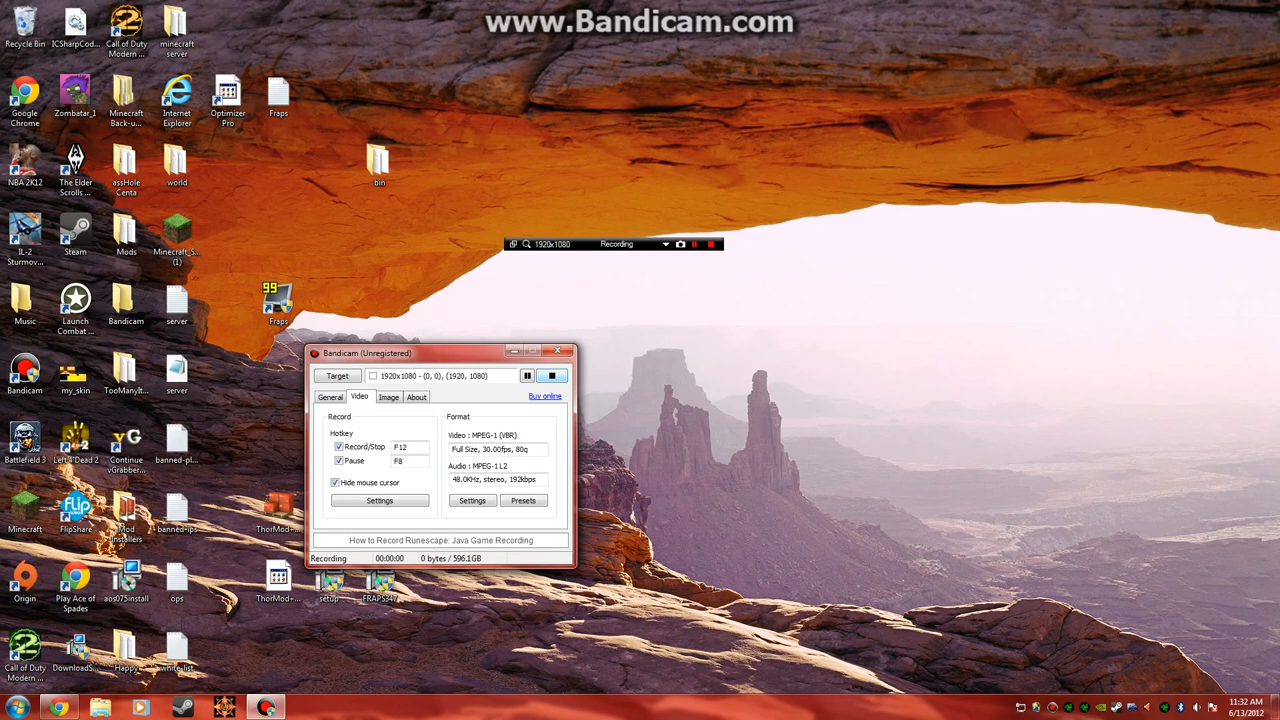 www.Bandicam.com
Recycle Bin
ICSharpCod...
Call of Duty Modern ...
minecraft server
Google Chrome
Zombatar_1
Minecraft Back-u...
Internet Explorer
Optimizer Pro
Fraps
NBA 2K12
The Elder Scrolls ...
assHole Centa
world
bin
IL-2 Sturmov...
Steam
Mods
Minecraft_S... (1)
1920x1080 Recording
Music
Launch Combat ...
Bandicam
server
99
Fraps
Bandicam (Unregistered)
Target 1920x1080 - (0, 0), (1920, 1080)
General Video Image About Buy online
Record
Hotkey
Record/Stop F12
Pause F8
Hide mouse cursor
Settings
Format
Video : MPEG-1 (VBR)
Full Size, 30.00fps, 80q
Audio : MPEG-1 L2
48.0KHz, stereo, 192kbps
Settings Presets
How to Record Runescape: Java Game Recording
Recording 00:00:00 0 bytes / 596.1GB
Bandicam
my_skin
TooManyIt...
server
Battlefield 3
Left 4 Dead 2
YG
Continue vGrabber...
banned-pl...
Minecraft
flip
FlipShare
Mod Installers
banned-ips
ThorMod+...
Origin
Play Ace of Spades
aos075install
ops
ThorMod+...
setup
FRAPS347
Call of Duty Modern ...
DownloadS...
Happy...
white-list
11:32 AM
6/13/2012